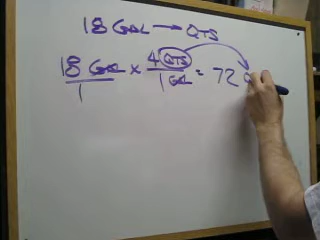 18 GAL → QTS
18 GAL/1 × 4 QTS/1 GAL = 72